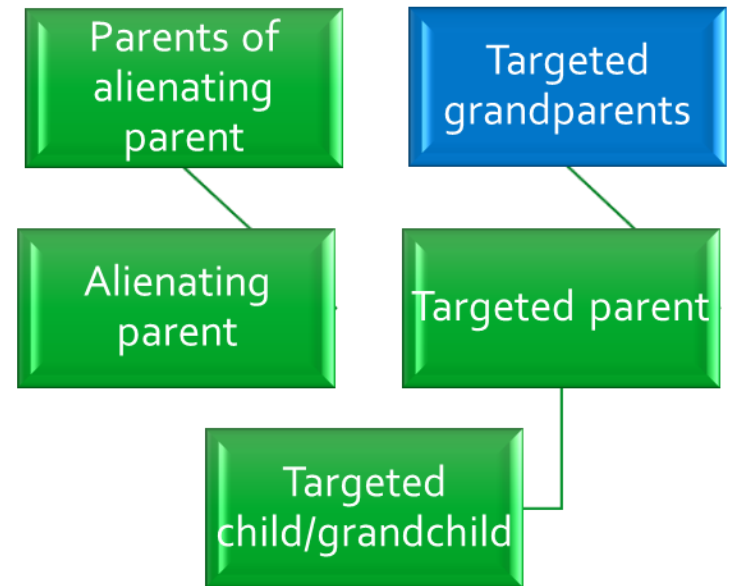 Parents of
alienating
parent
Targeted
grandparents
Alienating
parent
Targeted parent
Targeted
child/grandchild